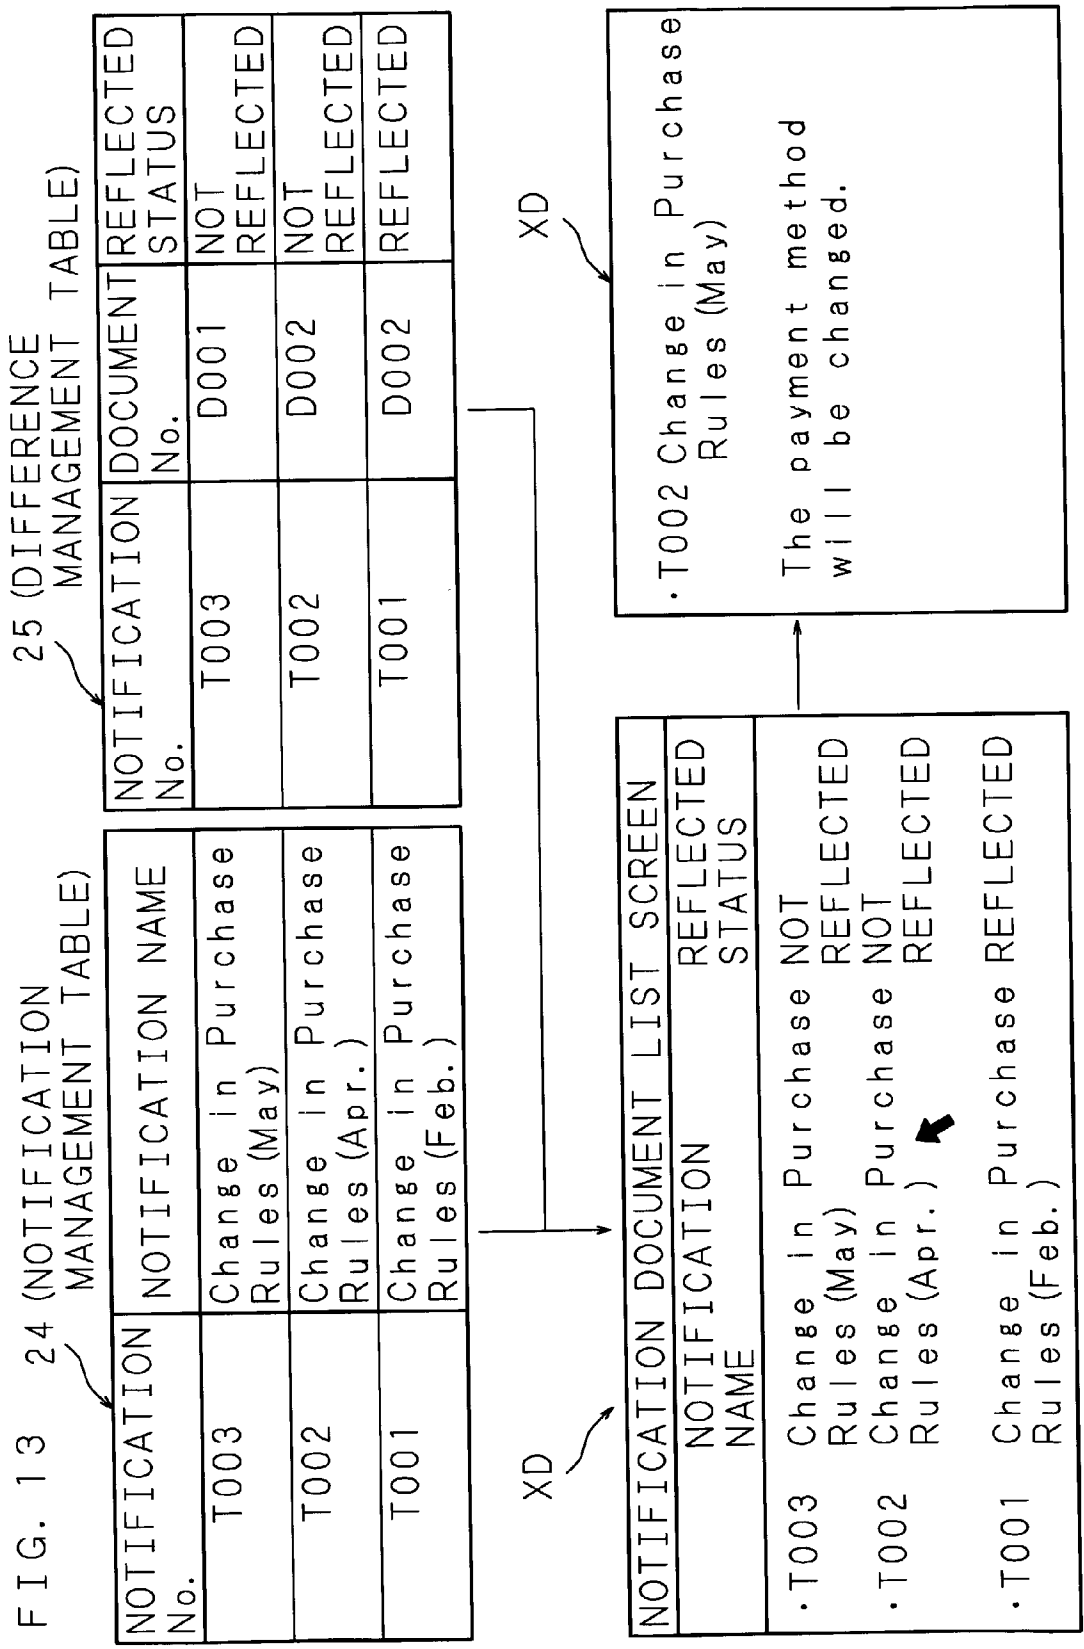 FIG. 13
24 (NOTIFICATION
MANAGEMENT TABLE)
NOTIFICATION NOTIFICATION NAME
No.
T003 Change in Purchase
Rules (May)
T002 Change in Purchase
Rules (Apr.)
T001 Change in Purchase
Rules (Feb.)
25 (DIFFERENCE
MANAGEMENT TABLE)
NOTIFICATION DOCUMENT REFLECTED
No. No. STATUS
T003 D001 NOT
REFLECTED
T002 D002 NOT
REFLECTED
T001 D002 REFLECTED
XD
NOTIFICATION DOCUMENT LIST SCREEN
NOTIFICATION REFLECTED
NAME STATUS
·T003 Change in Purchase NOT
Rules (May) REFLECTED
·T002 Change in Purchase NOT
Rules (Apr.) REFLECTED
·T001 Change in Purchase REFLECTED
Rules (Feb.)
XD
·T002 Change in Purchase
Rules (May)
The payment method
will be changed.